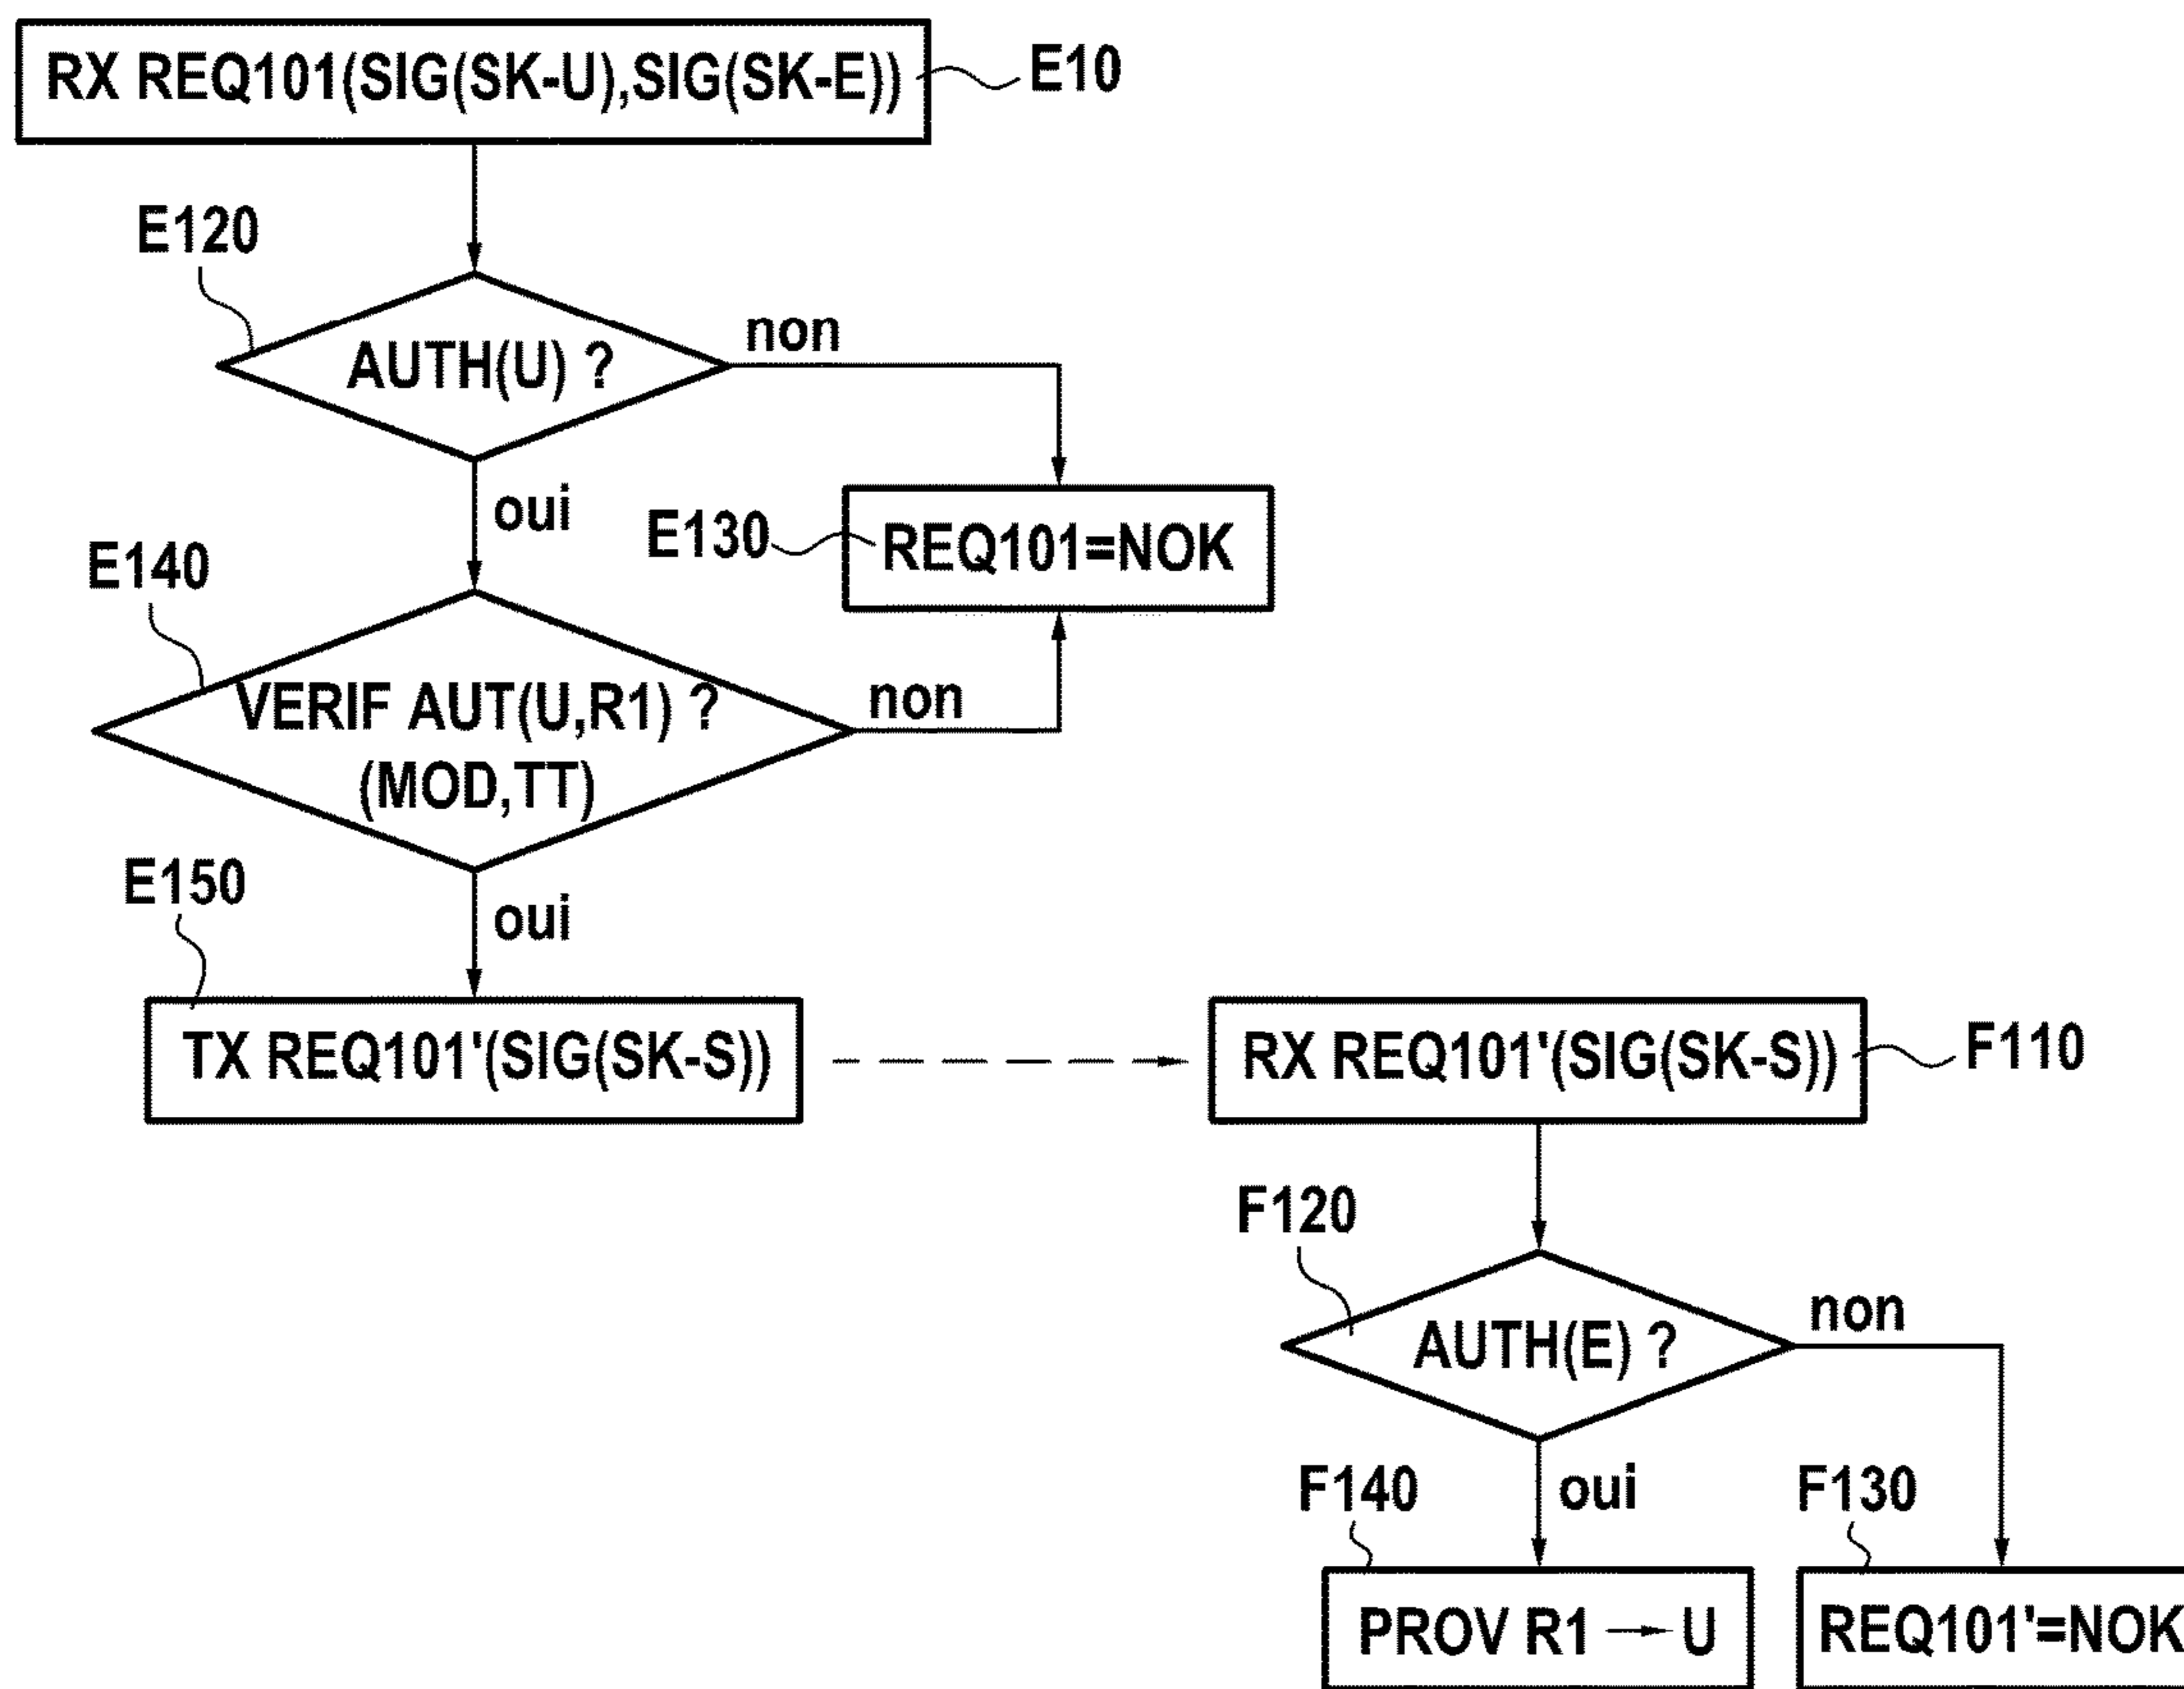 RX REQ101(SIG(SK-U),SIG(SK-E))
E10
E120
AUTH(U) ?
non
oui
E130
REQ101=NOK
E140
VERIF AUT(U,R1) ?
(MOD,TT)
non
E150
oui
TX REQ101'(SIG(SK-S))
RX REQ101'(SIG(SK-S))
F110
F120
AUTH(E) ?
non
F140
oui
F130
PROV R1 → U
REQ101'=NOK